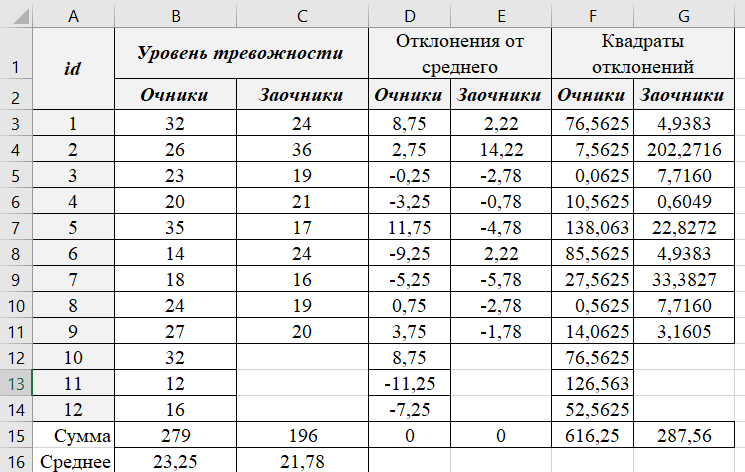 A B C D E F G
1 id Уровень тревожности Отклонения от среднего Квадраты отклонений
2 Очники Заочники Очники Заочники Очники Заочники
3 1 32 24 8,75 2,22 76,5625 4,9383
4 2 26 36 2,75 14,22 7,5625 202,2716
5 3 23 19 -0,25 -2,78 0,0625 7,7160
6 4 20 21 -3,25 -0,78 10,5625 0,6049
7 5 35 17 11,75 -4,78 138,063 22,8272
8 6 14 24 -9,25 2,22 85,5625 4,9383
9 7 18 16 -5,25 -5,78 27,5625 33,3827
10 8 24 19 0,75 -2,78 0,5625 7,7160
11 9 27 20 3,75 -1,78 14,0625 3,1605
12 10 32 8,75 76,5625
13 11 12 -11,25 126,563
14 12 16 -7,25 52,5625
15 Сумма 279 196 0 0 616,25 287,56
16 Среднее 23,25 21,78